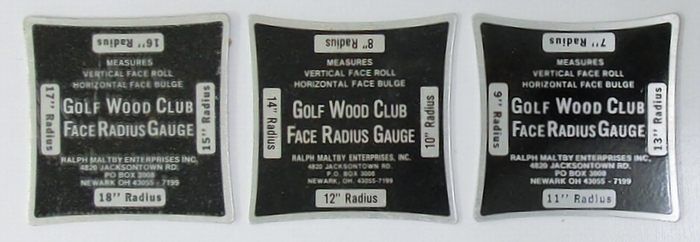 16" Radius
MEASURES
VERTICAL FACE ROLL
HORIZONTAL FACE BULGE
17" Radius
GOLF WOOD CLUB
FACE RADIUS GAUGE
15" Radius
RALPH MALTBY ENTERPRISES INC.
4820 JACKSONTOWN RD.
PO BOX 3008
NEWARK OH 43055 - 7199
18" Radius
8" Radius
MEASURES
VERTICAL FACE ROLL
HORIZONTAL FACE BULGE
14" Radius
GOLF WOOD CLUB
FACE RADIUS GAUGE
10" Radius
RALPH MALTBY ENTERPRISES, INC.
4820 JACKSONTOWN RD.
P.O. BOX 3008
NEWARK, OH. 43055-7199
12" Radius
7" Radius
MEASURES
VERTICAL FACE ROLL
HORIZONTAL FACE BULGE
9" Radius
GOLF WOOD CLUB
FACE RADIUS GAUGE
13" Radius
RALPH MALTBY ENTERPRISES INC.
4820 JACKSONTOWN RD.
PO BOX 3008
NEWARK OH 43055 - 7199
11" Radius